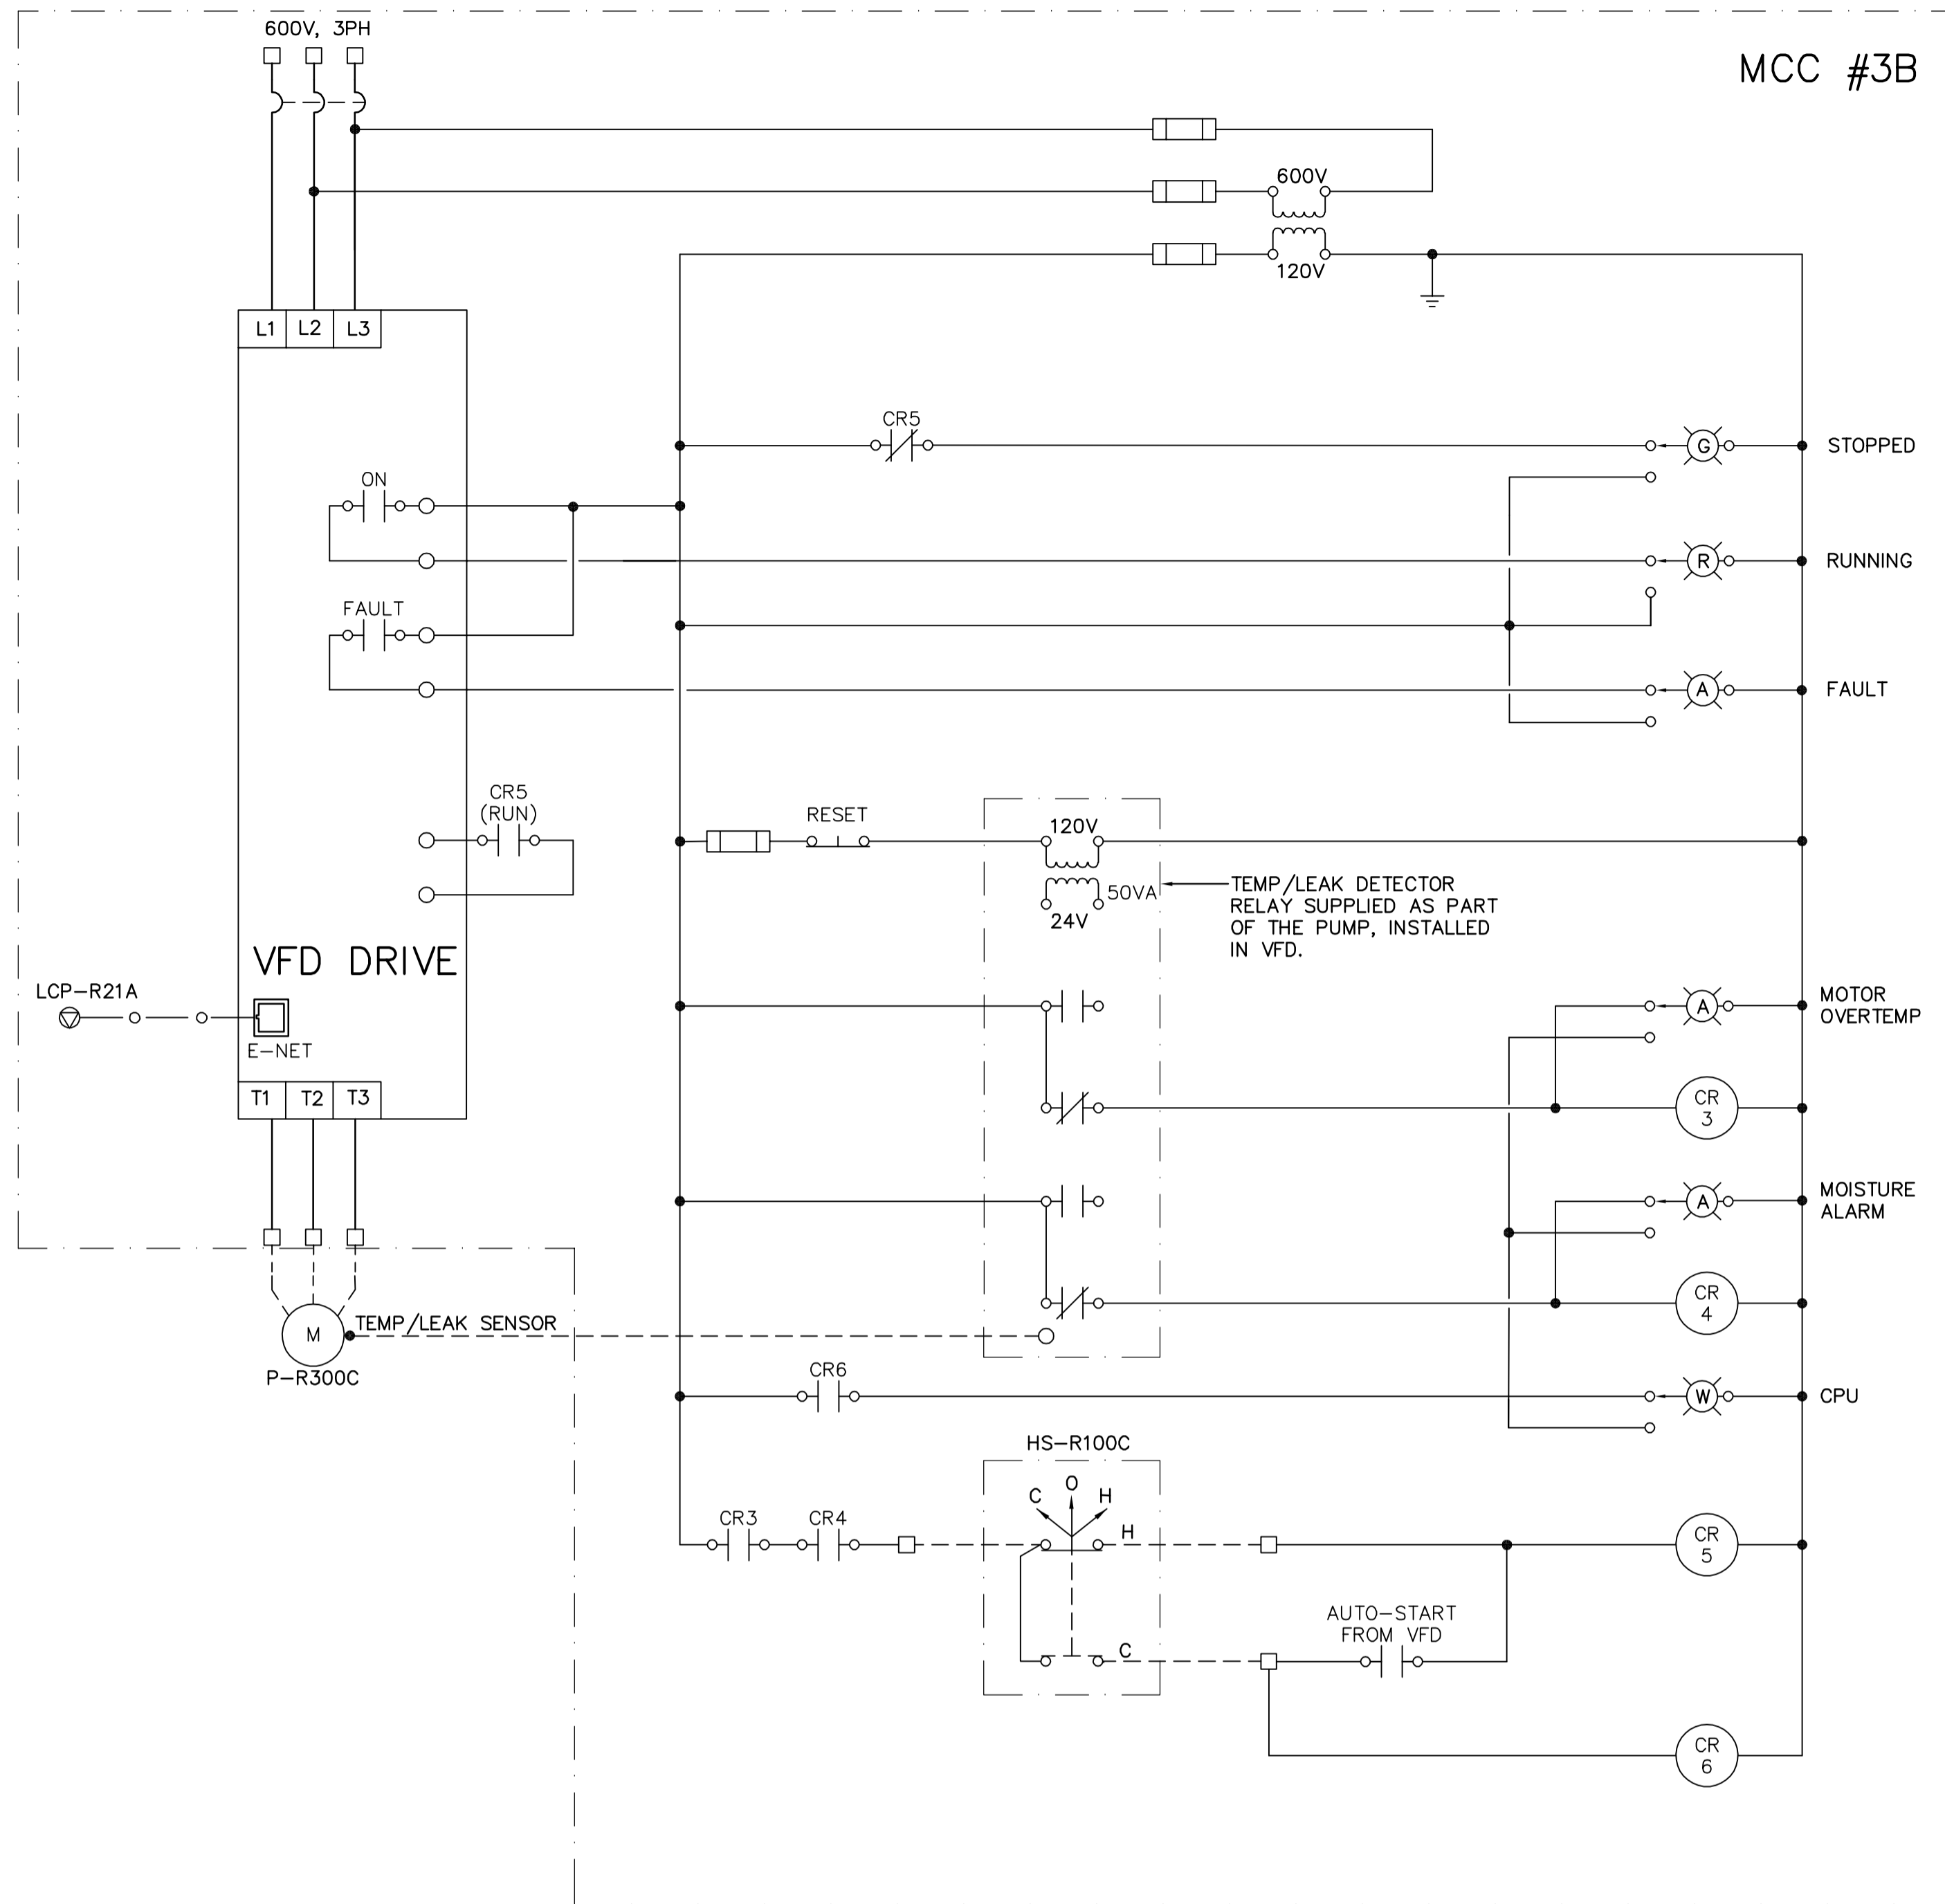 600V, 3PH
MCC #3B
600V
120V
L1 L2 L3
CR5
G
STOPPED
ON
R
RUNNING
FAULT
A
FAULT
CR5
(RUN)
RESET
120V
50VA
24V
TEMP/LEAK DETECTOR
RELAY SUPPLIED AS PART
OF THE PUMP, INSTALLED
IN VFD.
VFD DRIVE
LCP-R21A
E-NET
A
MOTOR
OVERTEMP
T1 T2 T3
CR
3
A
MOISTURE
ALARM
CR
4
TEMP/LEAK SENSOR
M
P-R300C
CR6
W
CPU
HS-R100C
C O H
CR3
CR4
H
CR
5
AUTO-START
FROM VFD
C
CR
6